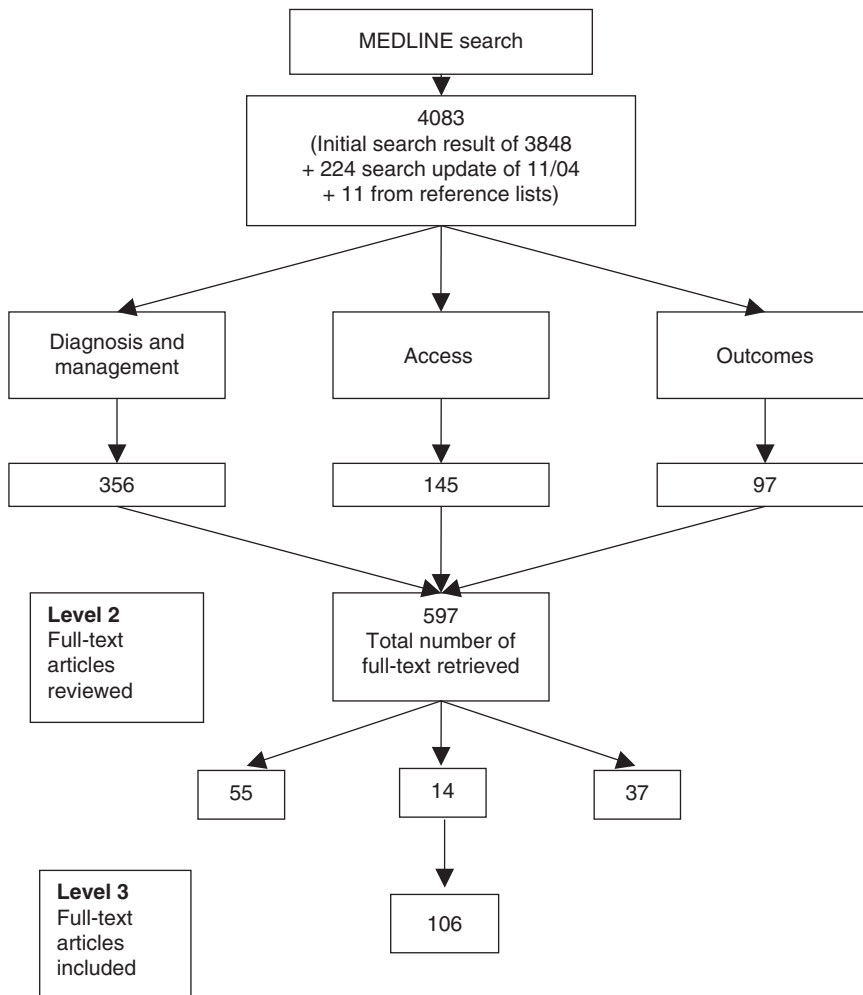 MEDLINE search
4083
(Initial search result of 3848
+ 224 search update of 11/04
+ 11 from reference lists)
Diagnosis and
management
Access
Outcomes
356
145
97
Level 2
Full-text
articles
reviewed
597
Total number of
full-text retrieved
55
14
37
Level 3
Full-text
articles
included
106